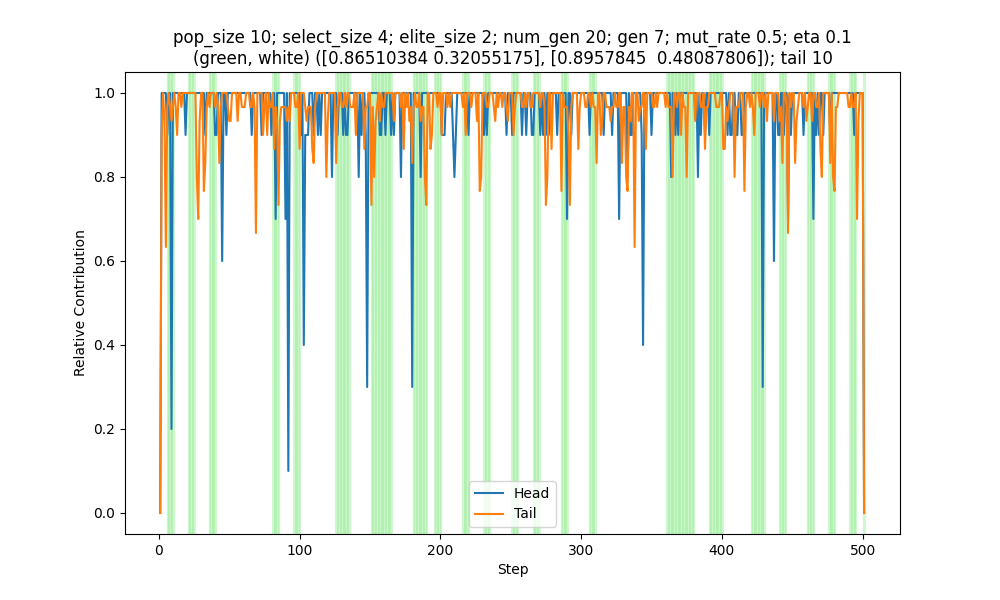 pop_size 10; select_size 4; elite_size 2; num_gen 20; gen 7; mut_rate 0.5; eta 0.1
(green, white) ([0.86510384 0.32055175], [0.8957845  0.48087806]); tail 10
1.0
0.8
0.6
0.4
0.2
0.0
Relative Contribution
Head
Tail
0 100 200 300 400 500
Step